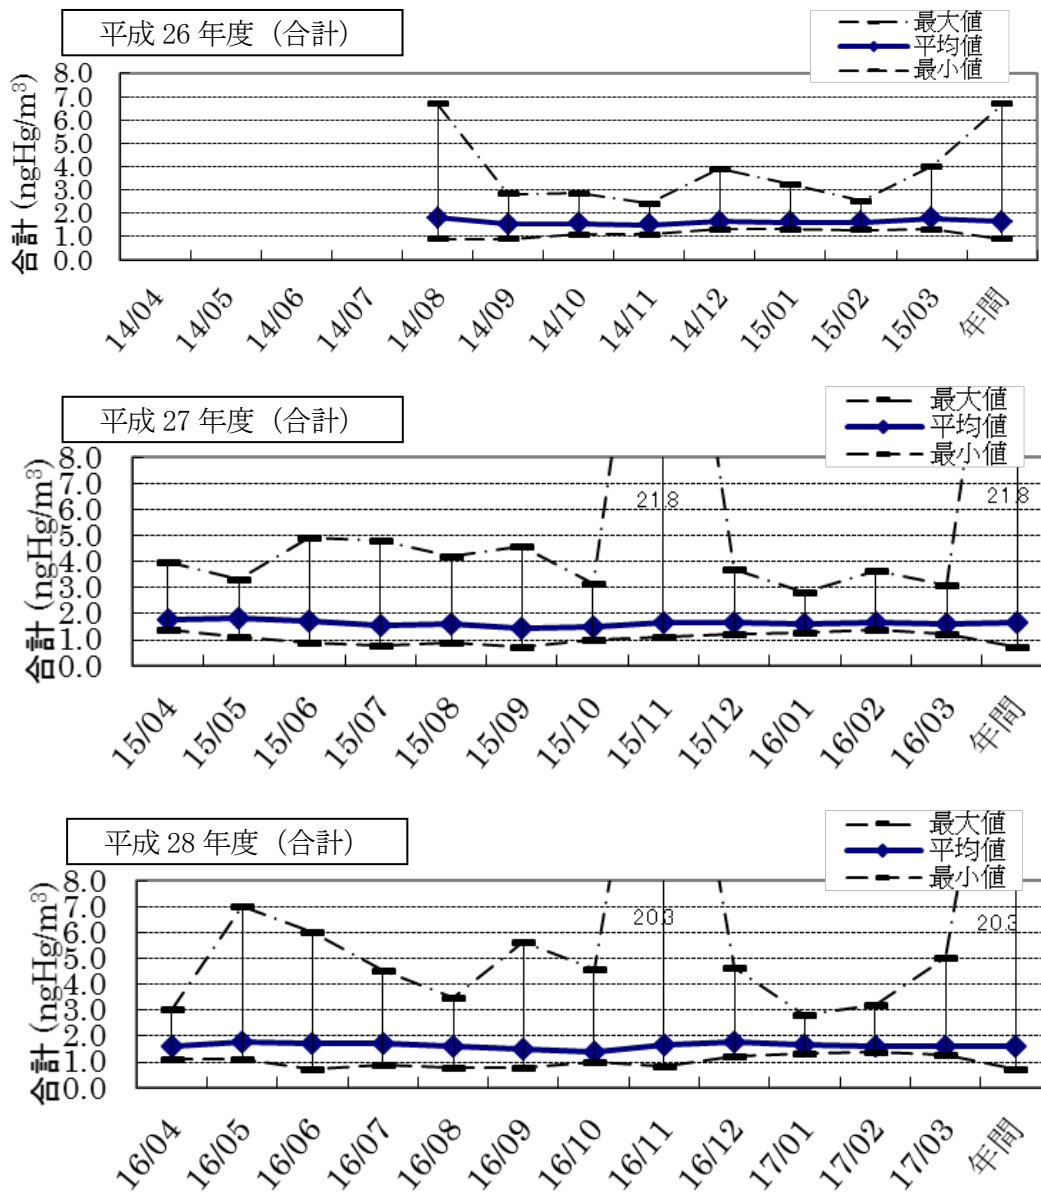 平成 26 年度（合計）
最大値
平均値
最小値
合計 (ngHg/m³)
8.0
7.0
6.0
5.0
4.0
3.0
2.0
1.0
0.0
14/04 14/05 14/06 14/07 14/08 14/09 14/10 14/11 14/12 15/01 15/02 15/03 年間
平成 27 年度（合計）
最大値
平均値
最小値
合計 (ngHg/m³)
8.0
7.0
6.0
5.0
4.0
3.0
2.0
1.0
0.0
21.8
21.8
15/04 15/05 15/06 15/07 15/08 15/09 15/10 15/11 15/12 16/01 16/02 16/03 年間
平成 28 年度（合計）
最大値
平均値
最小値
合計 (ngHg/m³)
8.0
7.0
6.0
5.0
4.0
3.0
2.0
1.0
0.0
20.3
20.3
16/04 16/05 16/06 16/07 16/08 16/09 16/10 16/11 16/12 17/01 17/02 17/03 年間